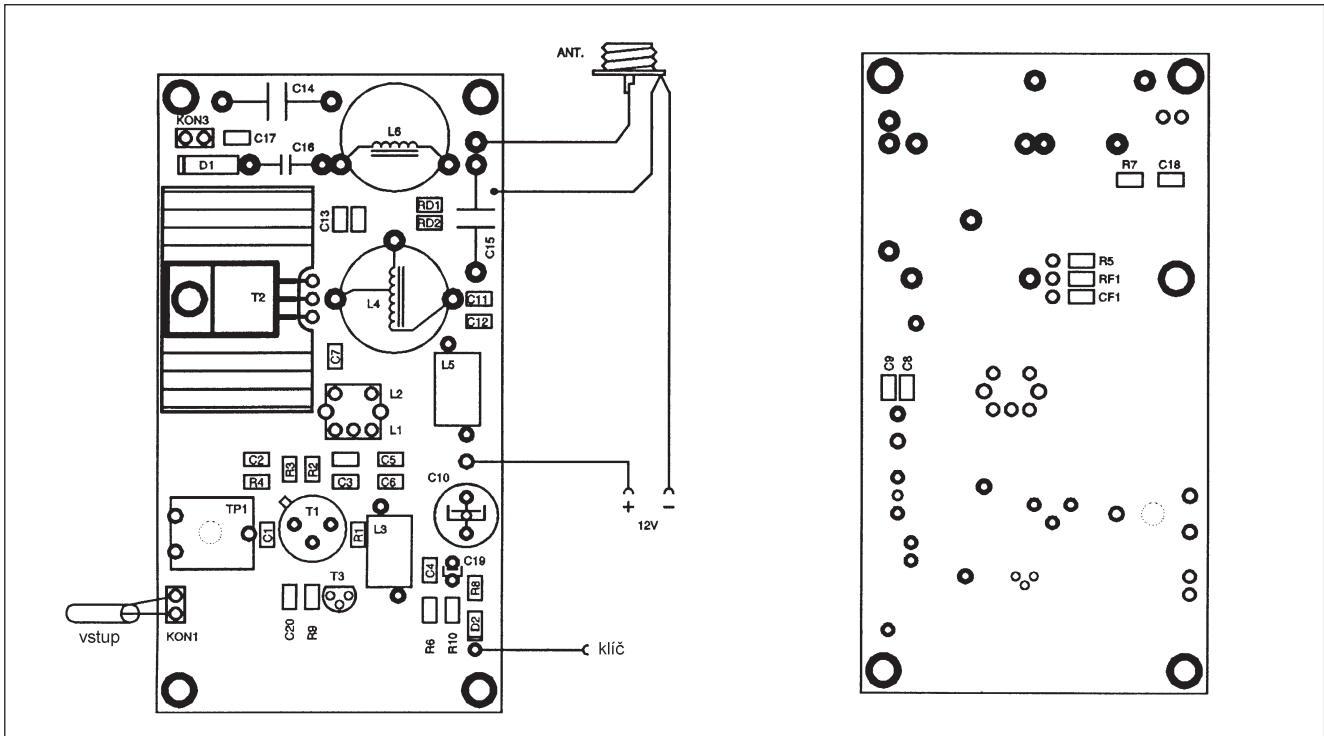 ANT.
C14
KON3
C17
L6
D1
C16
R7
C18
RD1
C13
RD2
C15
R5
T2
L4
C11
RF1
C12
CF1
C7
L5
C9
C8
L2
L1
C2
R3
R2
C5
C10
R4
C3
C6
+
−
12V
TP1
C1
T1
R1
L3
C19
T3
C4
R8
vstup
KON1
C20
R9
R6
R10
D2
klíč